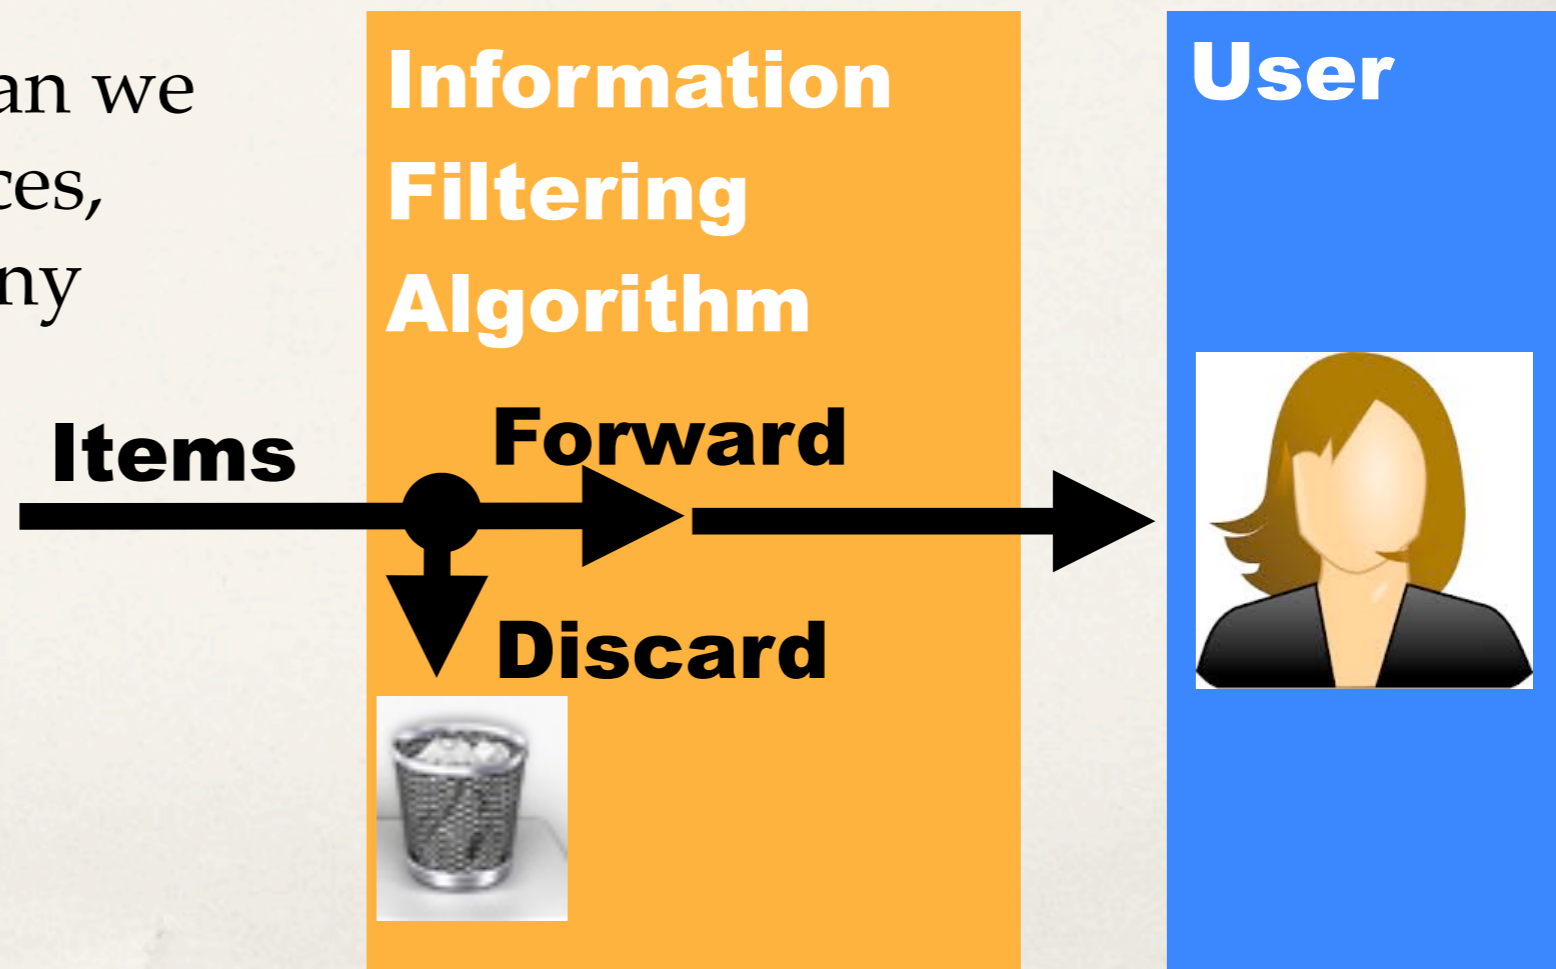 an we
ces,
ny
Information
Filtering
Algorithm
User
Items
Forward
Discard